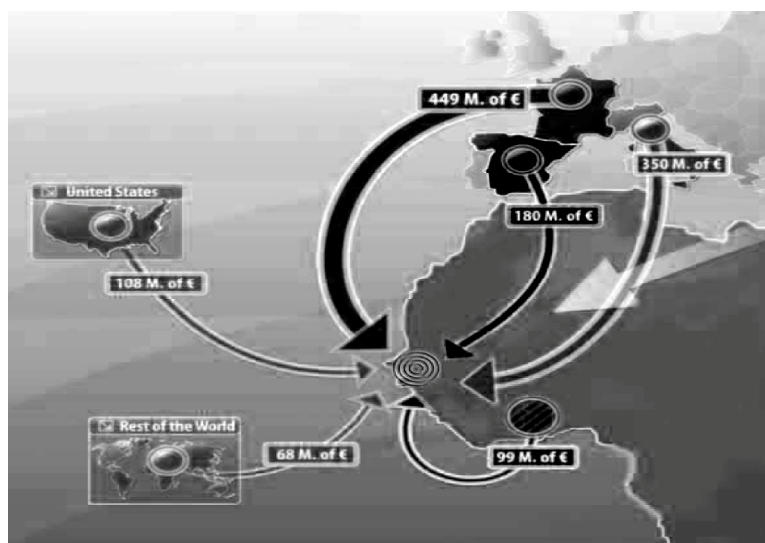 449 M. of €
350 M. of €
United States
180 M. of €
108 M. of €
Rest of the World
68 M. of €
99 M. of €